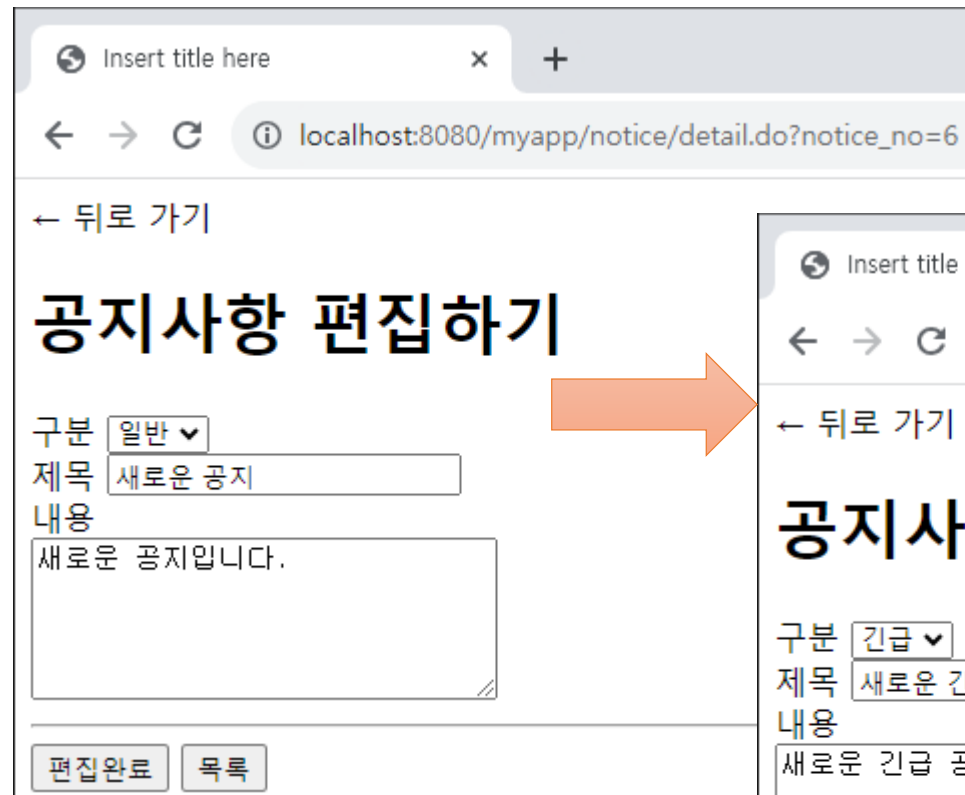 Insert title here
localhost:8080/myapp/notice/detail.do?notice_no=6
← 뒤로 가기
공지사항 편집하기
구분 일반
제목 새로운 공지
내용
새로운 공지입니다.
편집완료 목록
Insert title
← 뒤로 가기
공지사
구분 긴급
제목 새로운 긴
내용
새로운 긴급 공